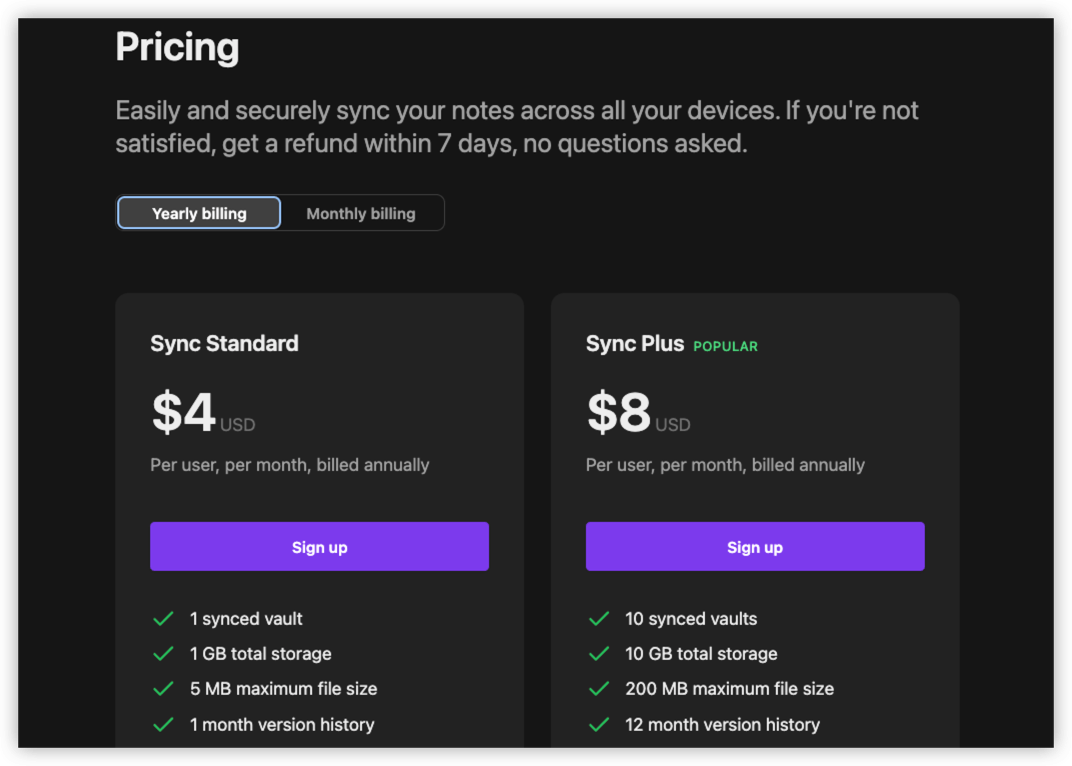 Pricing
Easily and securely sync your notes across all your devices. If you're not
satisfied, get a refund within 7 days, no questions asked.
Yearly billing
Monthly billing
Sync Standard
$4 USD
Per user, per month, billed annually
Sign up
1 synced vault
1 GB total storage
5 MB maximum file size
1 month version history
Sync Plus POPULAR
$8 USD
Per user, per month, billed annually
Sign up
10 synced vaults
10 GB total storage
200 MB maximum file size
12 month version history